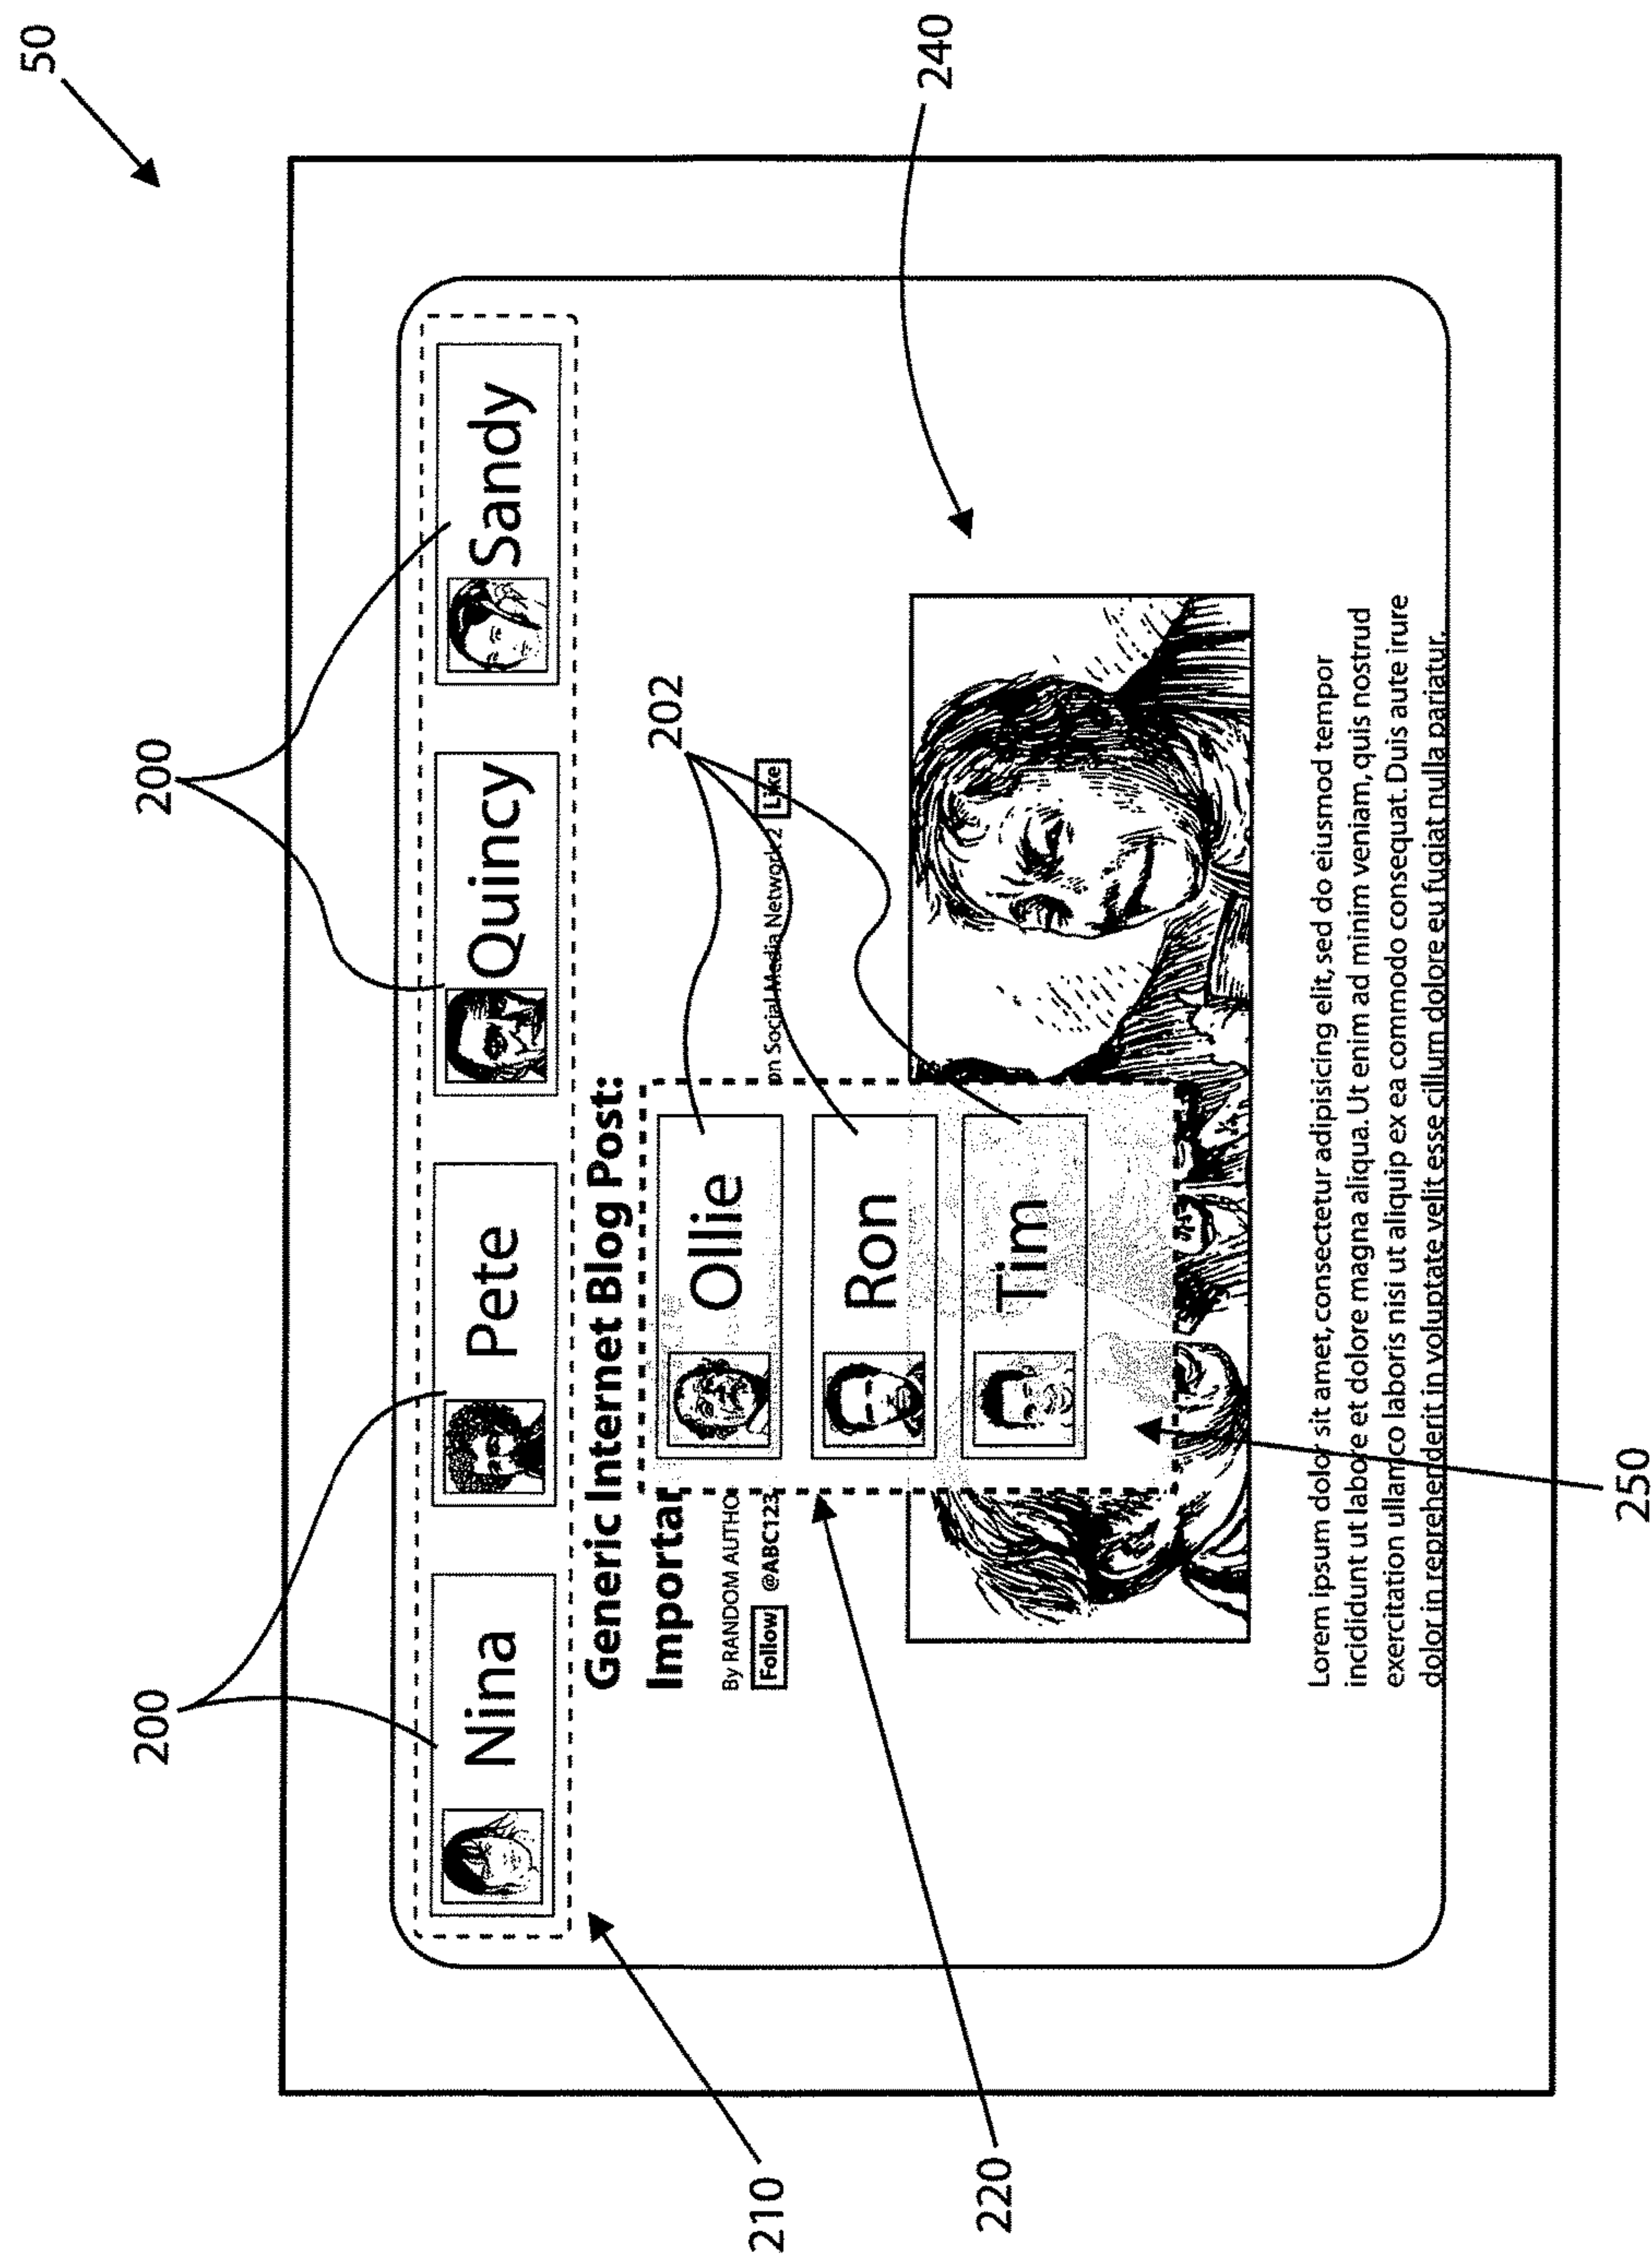 50
200
200
Nina
Pete
Quincy
Sandy
210
Generic Internet Blog Post:
Importan
202
By RANDOM AUTHO
Follow @ABC123
on Social Media Network 2 Like
Ollie
Ron
Tim
220
240
250
Lorem ipsum dolor sit amet, consectetur adipisicing elit, sed do eiusmod tempor
incididunt ut labore et dolore magna aliqua. Ut enim ad minim veniam, quis nostrud
exercitation ullamco laboris nisi ut aliquip ex ea commodo consequat. Duis aute irure
dolor in reprehenderit in voluptate velit esse cillum dolore eu fugiat nulla pariatur.